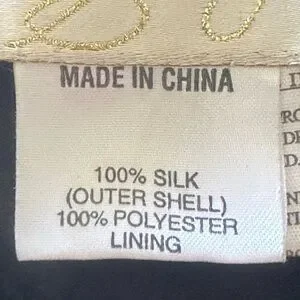 MADE IN CHINA
100% SILK
(OUTER SHELL)
100% POLYESTER
LINING